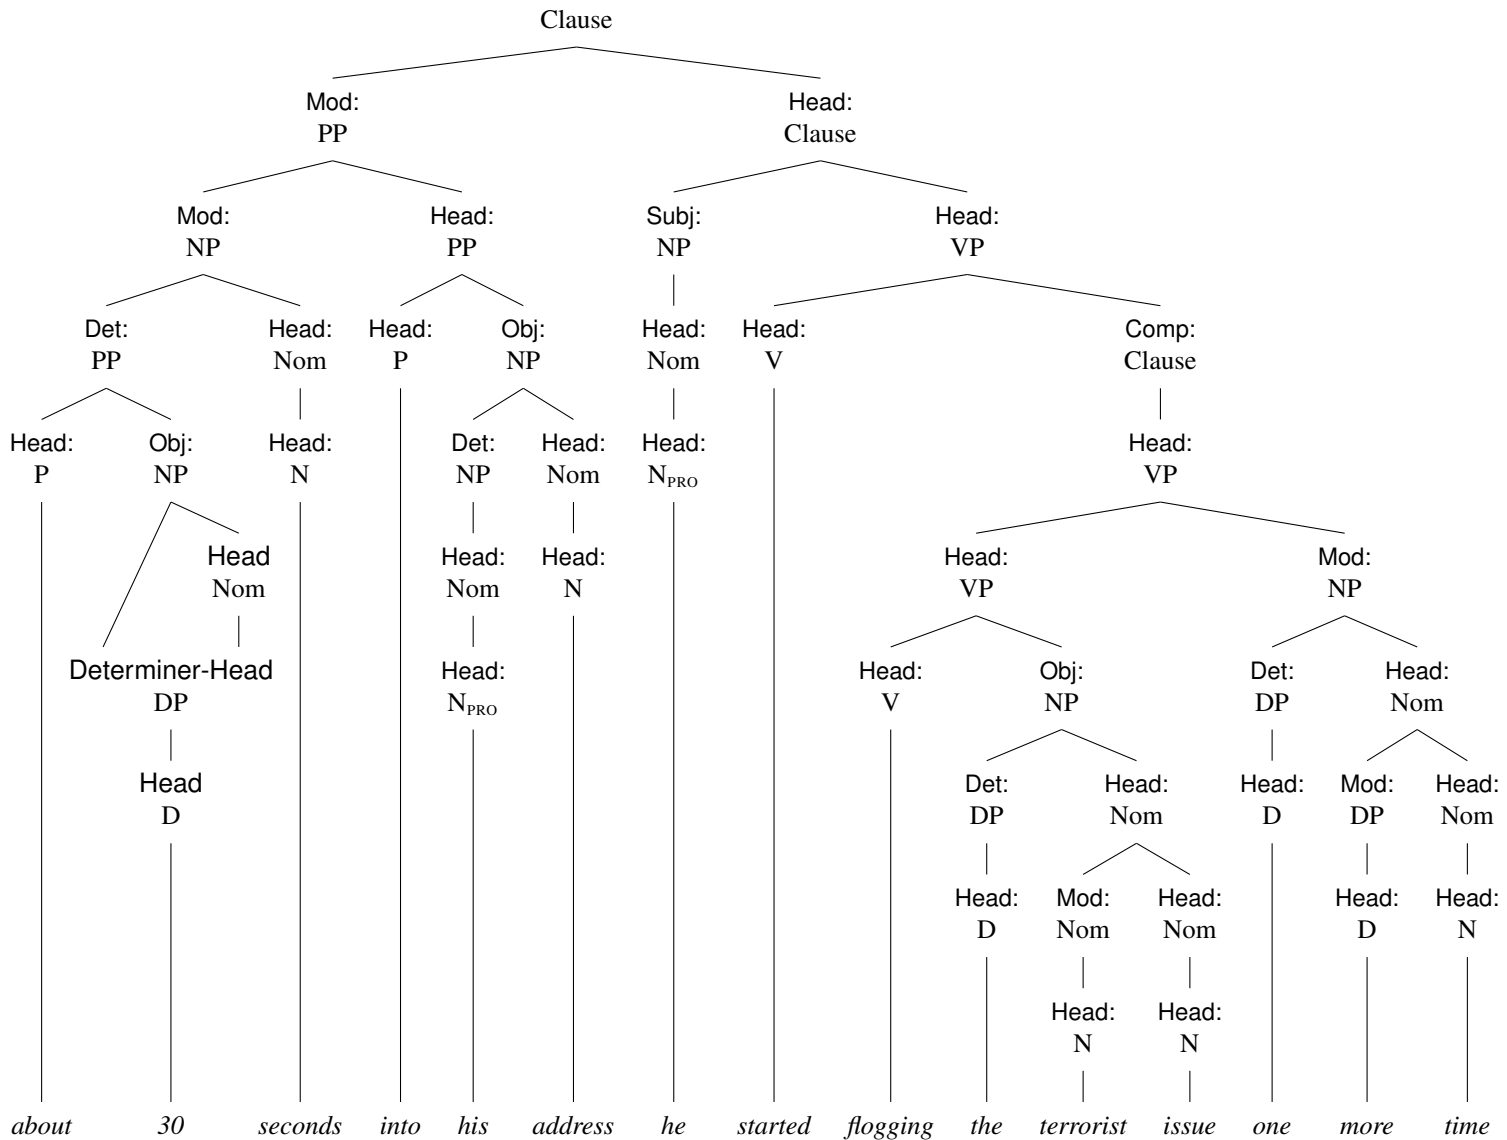 Clause
Mod: Head:
PP Clause
Mod: Head: Subj: Head:
NP PP NP VP
Det: Head: Head: Obj: Head: Head: Comp:
PP Nom P NP Nom V Clause
Head: Obj: Head: Det: Head: Head: Head:
P NP N NP Nom N_PRO VP
Head Head: Head: Head: Mod:
Nom Nom N VP NP
Determiner-Head Head: Head: Obj: Det: Head:
DP N_PRO V NP DP Nom
Head Det: Head: Head: Mod: Head:
D DP Nom D DP Nom
Head: Mod: Head: Head: Head:
D Nom Nom D N
Head: Head:
N N
about 30 seconds into his address he started flogging the terrorist issue one more time